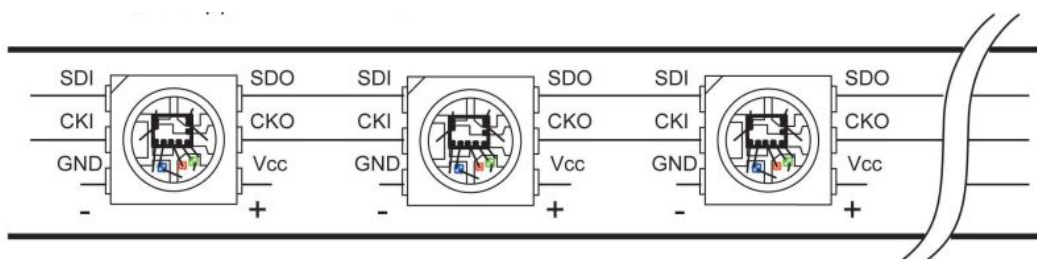 SDI SDO SDI SDO SDI SDO
CKI CKO CKI CKO CKI CKO
GND Vcc GND Vcc GND Vcc
- + - + - +